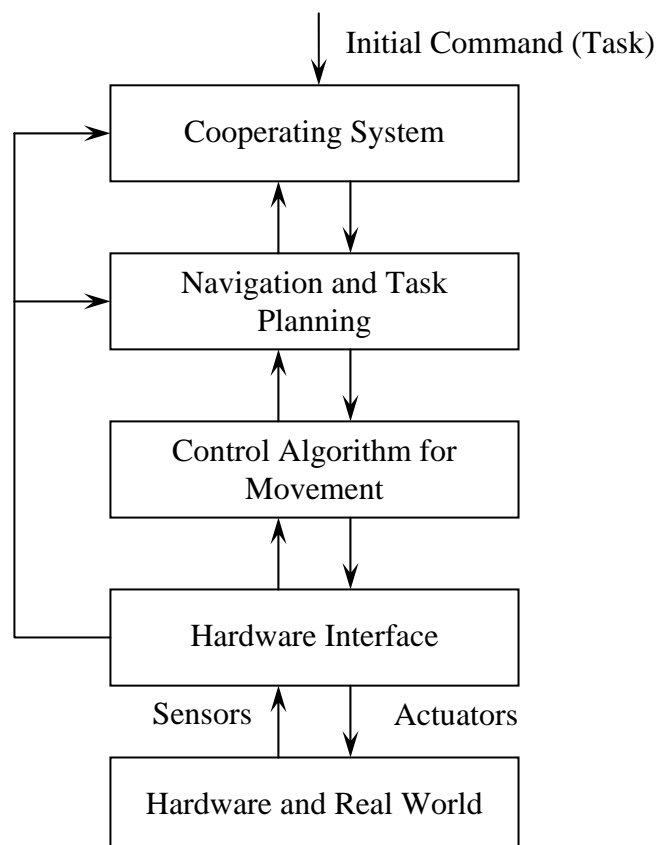 Initial Command (Task)
Cooperating System
Navigation and Task
Planning
Control Algorithm for
Movement
Hardware Interface
Sensors
Actuators
Hardware and Real World